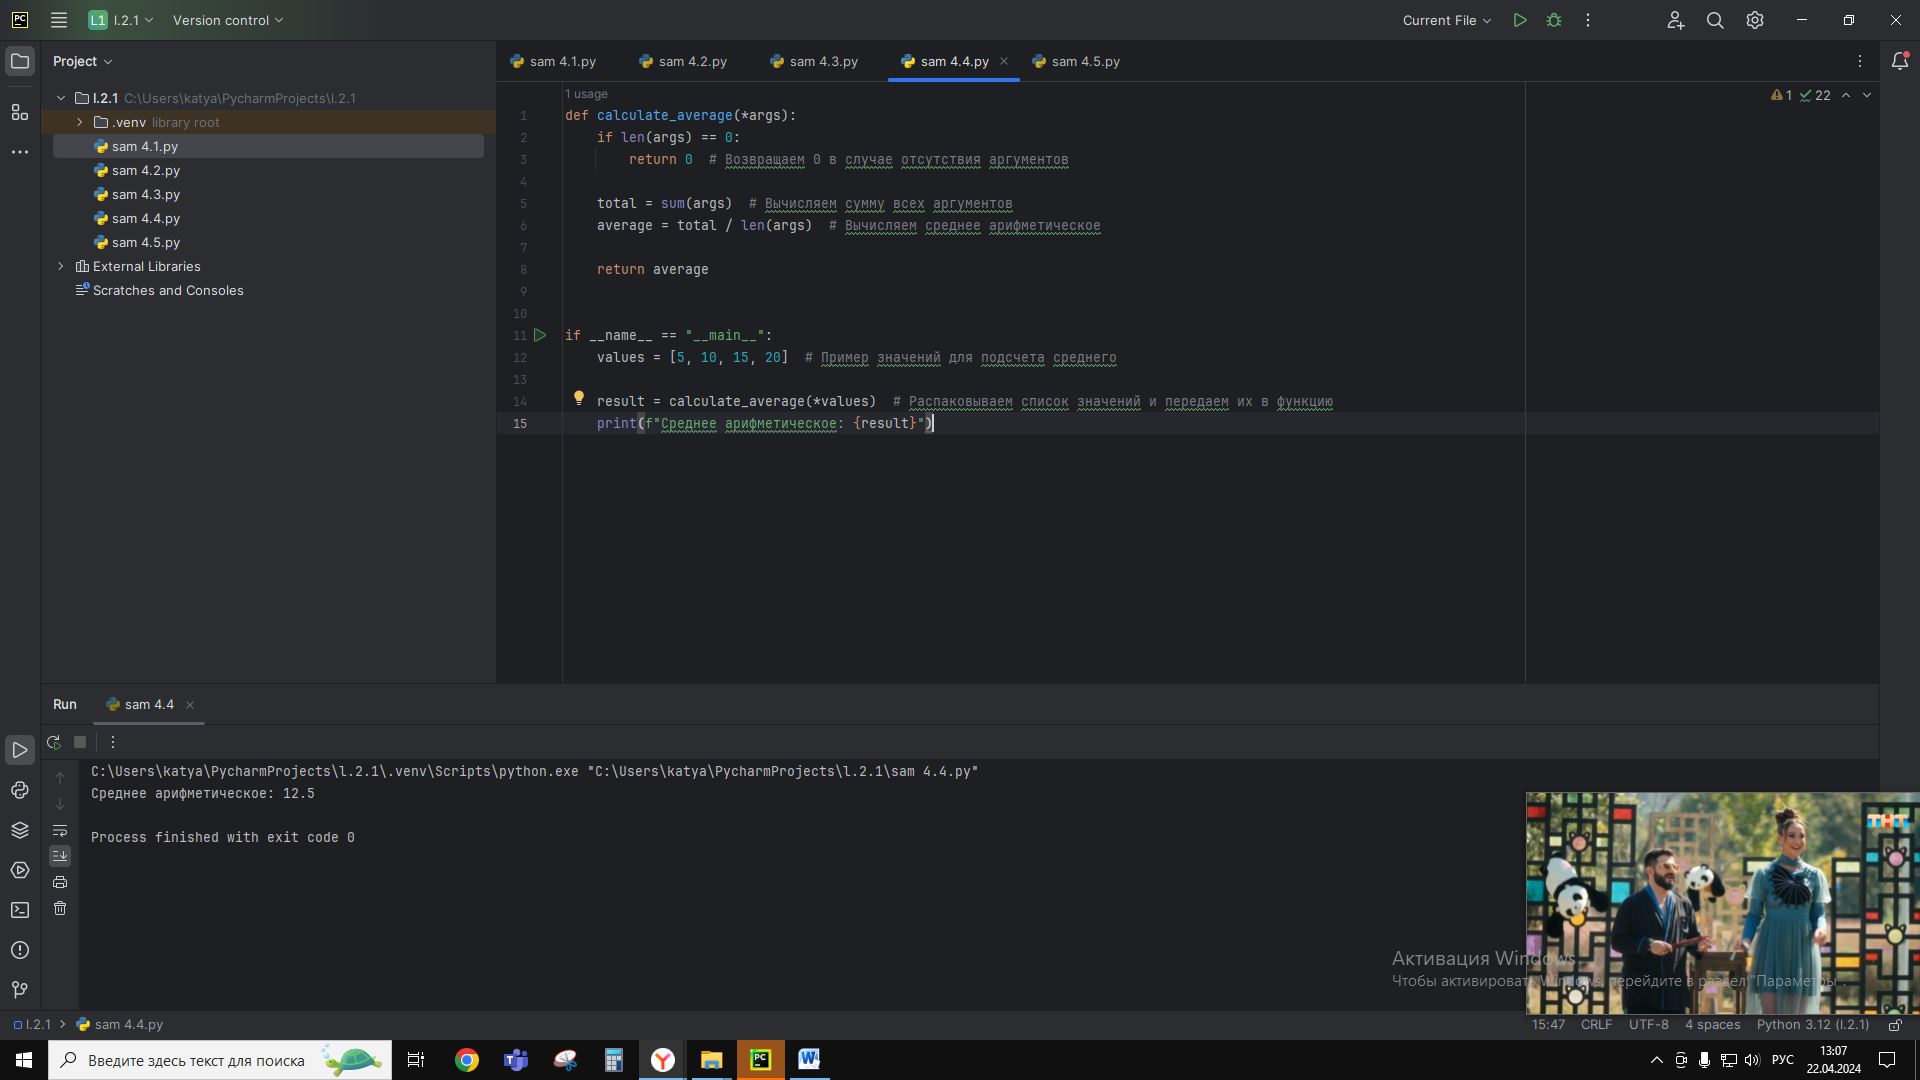 PC
L1 l.2.1
Version control
Current File
Project
sam 4.1.py
sam 4.2.py
sam 4.3.py
sam 4.4.py
sam 4.5.py
l.2.1 C:\Users\katya\PycharmProjects\l.2.1
.venv library root
sam 4.1.py
sam 4.2.py
sam 4.3.py
sam 4.4.py
sam 4.5.py
External Libraries
Scratches and Consoles
1 usage
1 22
1 def calculate_average(*args):
2 if len(args) == 0:
3 return 0 # Возвращаем 0 в случае отсутствия аргументов
4
5 total = sum(args) # Вычисляем сумму всех аргументов
6 average = total / len(args) # Вычисляем среднее арифметическое
7
8 return average
9
10
11 if __name__ == "__main__":
12 values = [5, 10, 15, 20] # Пример значений для подсчета среднего
13
14 result = calculate_average(*values) # Распаковываем список значений и передаем их в функцию
15 print(f"Среднее арифметическое: {result}")
Run
sam 4.4
C:\Users\katya\PycharmProjects\l.2.1\.venv\Scripts\python.exe "C:\Users\katya\PycharmProjects\l.2.1\sam 4.4.py"
Среднее арифметическое: 12.5
Process finished with exit code 0
ТНТ
Активация Windows
Чтобы активировать Windows, перейдите в раздел "Параметры".
l.2.1
sam 4.4.py
15:47 CRLF UTF-8 4 spaces Python 3.12 (l.2.1)
Введите здесь текст для поиска
PC
РУС
13:07
22.04.2024